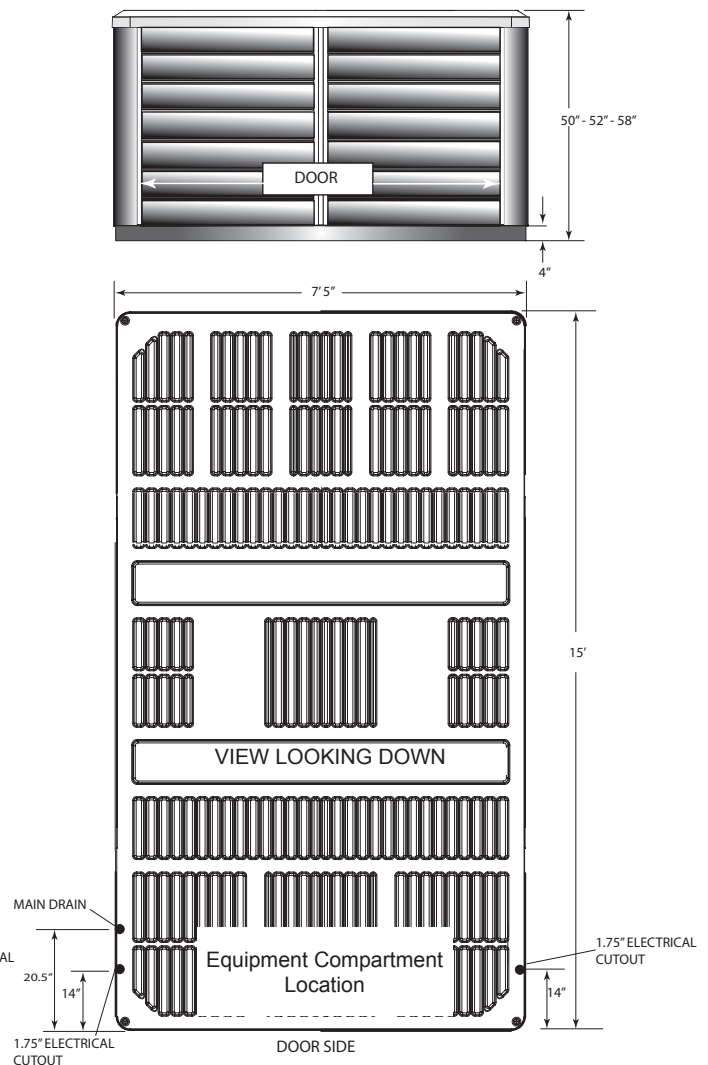 50” - 52” - 58”
DOOR
4”
7’ 5”
15’
VIEW LOOKING DOWN
MAIN DRAIN
AL
20.5”
14”
Equipment Compartment
Location
1.75” ELECTRICAL
CUTOUT
14”
1.75” ELECTRICAL
CUTOUT
DOOR SIDE